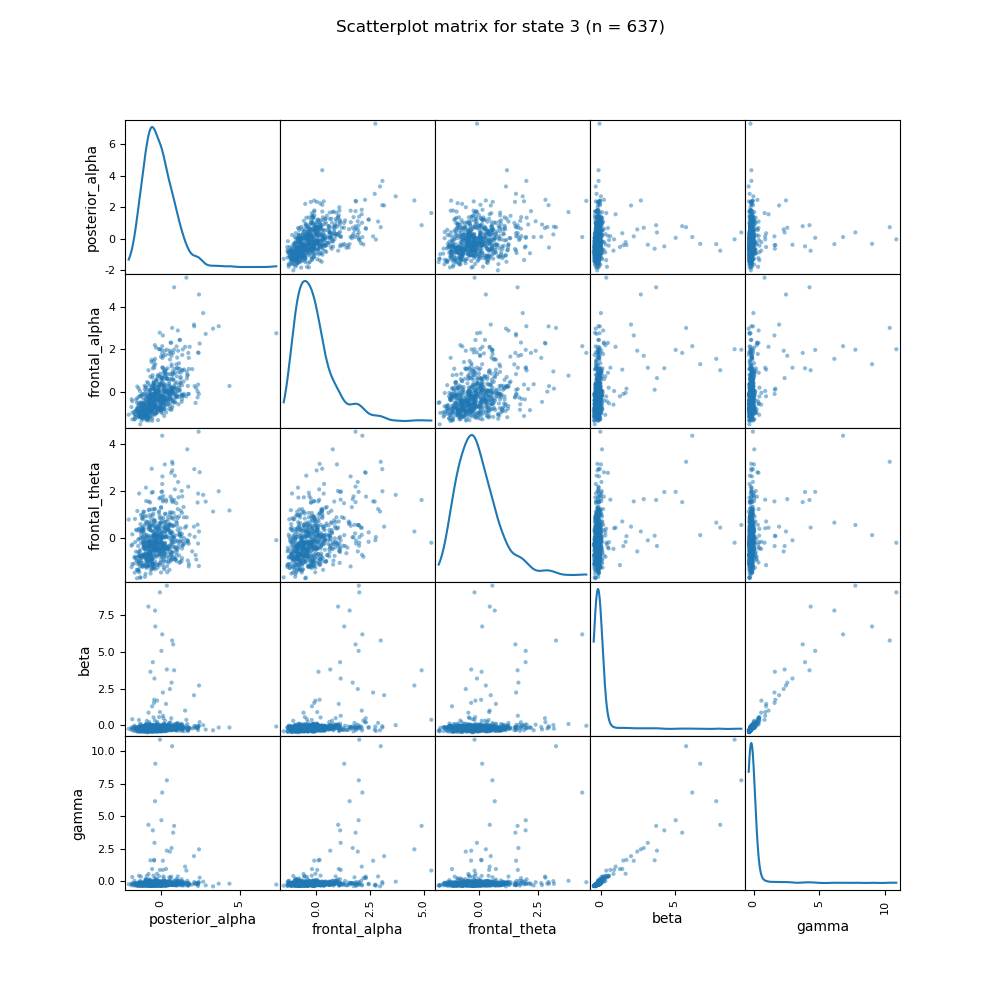 Scatterplot matrix for state 3 (n = 637)
posterior_alpha
6
4
2
0
-2
frontal_alpha
4
2
0
frontal_theta
4
2
0
beta
7.5
5.0
2.5
0.0
gamma
10.0
7.5
5.0
2.5
0.0
0 5 0.0 2.5 5.0 0.0 2.5 0 5 0 5 10
posterior_alpha frontal_alpha frontal_theta beta gamma